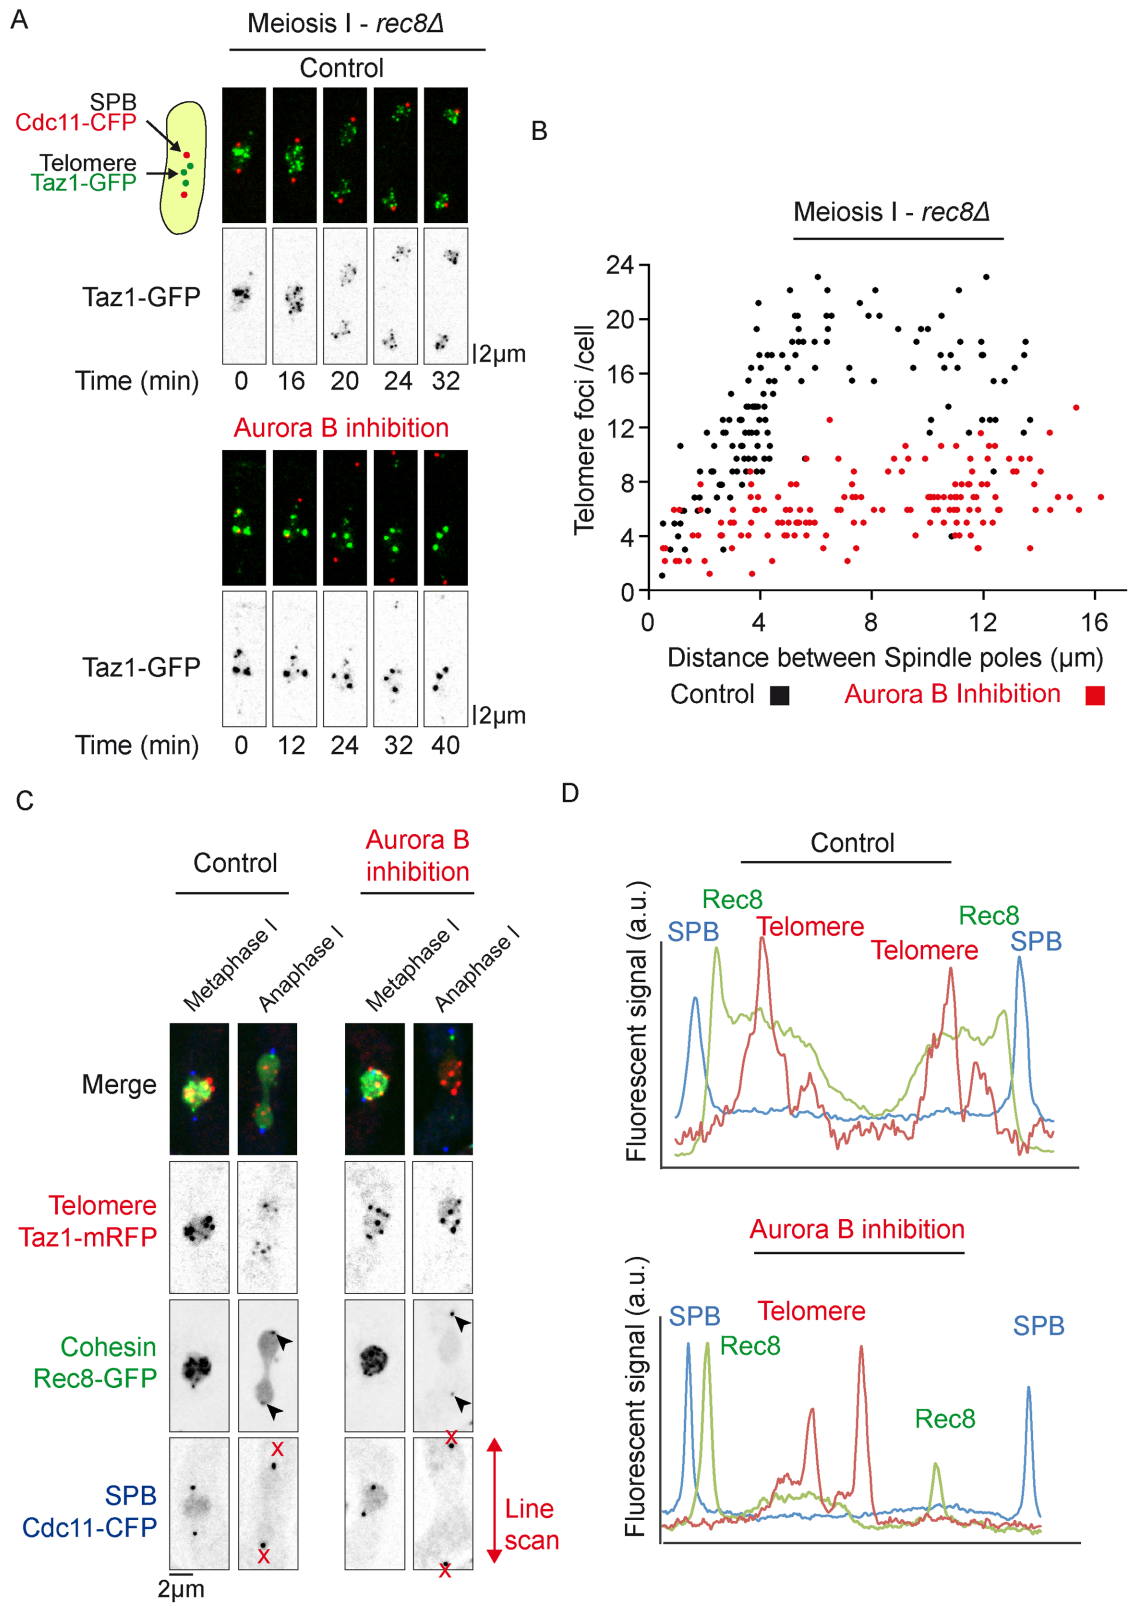 A
Meiosis I - rec8Δ
Control
SPB
Cdc11-CFP
Telomere
Taz1-GFP
Taz1-GFP
2μm
Time (min) 0 16 20 24 32
Aurora B inhibition
Taz1-GFP
2μm
Time (min) 0 12 24 32 40
B
Meiosis I - rec8Δ
Telomere foci /cell
24
20
16
12
8
4
0
0 4 8 12 16
Distance between Spindle poles (μm)
Control
Aurora B Inhibition
C
Control
Aurora B
inhibition
Metaphase I
Anaphase I
Metaphase I
Anaphase I
Merge
Telomere
Taz1-mRFP
Cohesin
Rec8-GFP
SPB
Cdc11-CFP
X
X
X
X
Line
scan
2μm
D
Control
Fluorescent signal (a.u.)
SPB
Rec8
Telomere
Telomere
Rec8
SPB
Aurora B inhibition
Fluorescent signal (a.u.)
SPB
Rec8
Telomere
Rec8
SPB